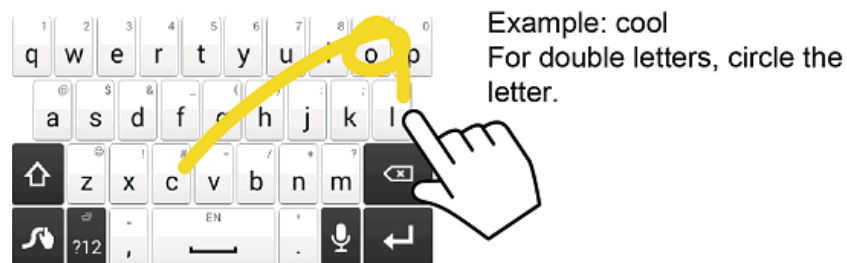 Example: cool
For double letters, circle the
letter.
1 2 3 4 5 6 7 8 0
q w e r t y u i o p
@ $ & _ ( ) : ;
a s d f g h j k l
# - / + ?
z x c v b n m
EN
?12 , .